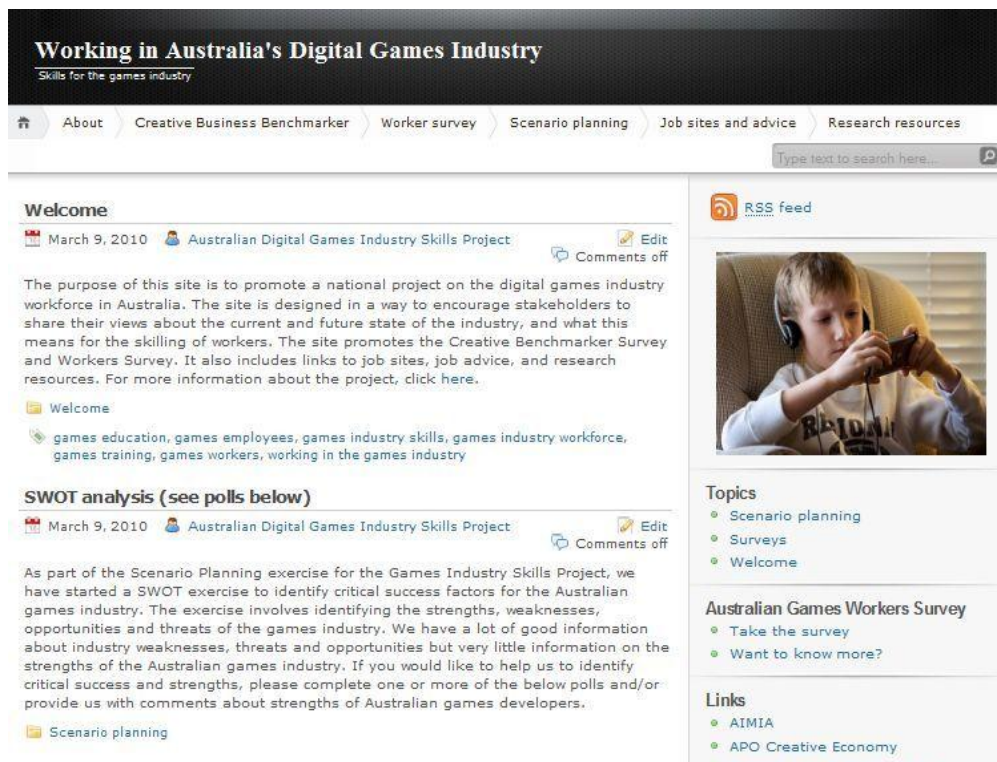 Working in Australia's Digital Games Industry
Skills for the games industry
About
Creative Business Benchmarker
Worker survey
Scenario planning
Job sites and advice
Research resources
Type text to search here...
Welcome
March 9, 2010 Australian Digital Games Industry Skills Project Edit
Comments off
The purpose of this site is to promote a national project on the digital games industry
workforce in Australia. The site is designed in a way to encourage stakeholders to
share their views about the current and future state of the industry, and what this
means for the skilling of workers. The site promotes the Creative Benchmarker Survey
and Workers Survey. It also includes links to job sites, job advice, and research
resources. For more information about the project, click here.
Welcome
games education, games employees, games industry skills, games industry workforce,
games training, games workers, working in the games industry
SWOT analysis (see polls below)
March 9, 2010 Australian Digital Games Industry Skills Project Edit
Comments off
As part of the Scenario Planning exercise for the Games Industry Skills Project, we
have started a SWOT exercise to identify critical success factors for the Australian
games industry. The exercise involves identifying the strengths, weaknesses,
opportunities and threats of the games industry. We have a lot of good information
about industry weaknesses, threats and opportunities but very little information on the
strengths of the Australian games industry. If you would like to help us to identify
critical success and strengths, please complete one or more of the below polls and/or
provide us with comments about strengths of Australian games developers.
Scenario planning
RSS feed
Topics
Scenario planning
Surveys
Welcome
Australian Games Workers Survey
Take the survey
Want to know more?
Links
AIMIA
APO Creative Economy